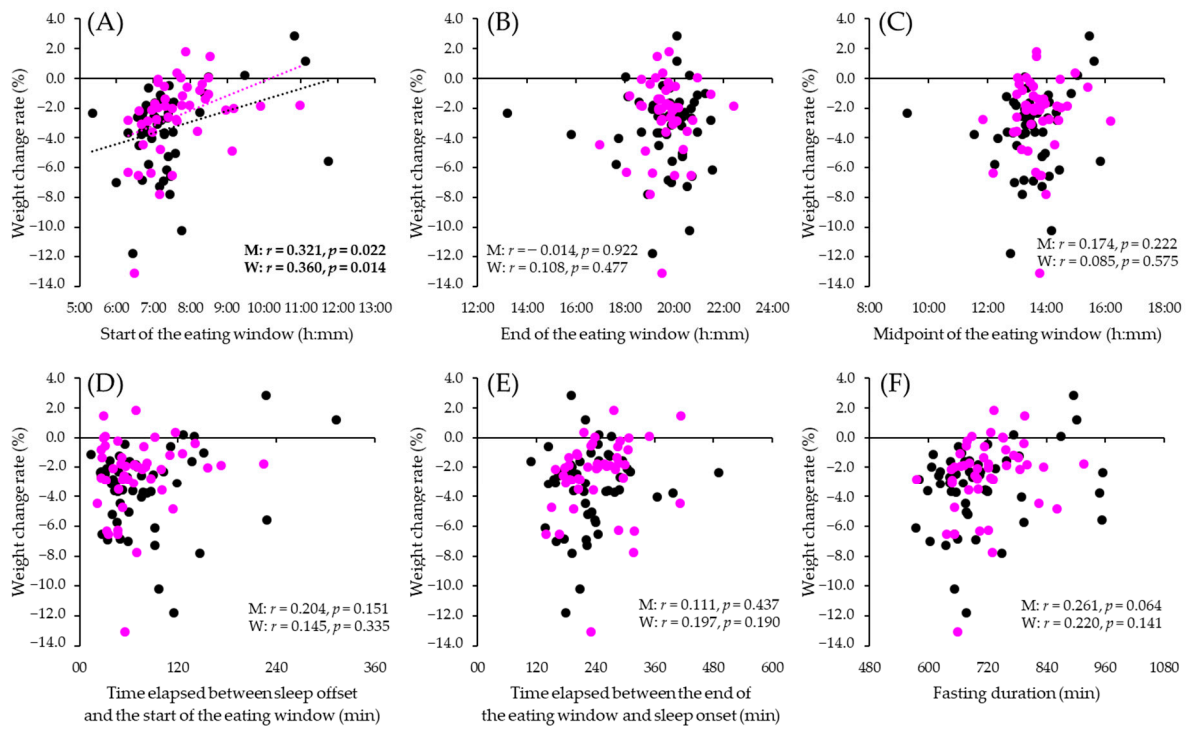 (A)
4.0
2.0
0.0
−2.0
−4.0
−6.0
−8.0
−10.0
−12.0
−14.0
Weight change rate (%)
M: r = 0.321, p = 0.022
W: r = 0.360, p = 0.014
5:00 6:00 7:00 8:00 9:00 10:00 11:00 12:00 13:00
Start of the eating window (h:mm)
(B)
4.0
2.0
0.0
−2.0
−4.0
−6.0
−8.0
−10.0
−12.0
−14.0
Weight change rate (%)
M: r = − 0.014, p = 0.922
W: r = 0.108, p = 0.477
12:00 14:00 16:00 18:00 20:00 22:00 24:00
End of the eating window (h:mm)
(C)
4.0
2.0
0.0
−2.0
−4.0
−6.0
−8.0
−10.0
−12.0
−14.0
Weight change rate (%)
M: r = 0.174, p = 0.222
W: r = 0.085, p = 0.575
8:00 10:00 12:00 14:00 16:00 18:00
Midpoint of the eating window (h:mm)
(D)
4.0
2.0
0.0
−2.0
−4.0
−6.0
−8.0
−10.0
−12.0
−14.0
Weight change rate (%)
M: r = 0.204, p = 0.151
W: r = 0.145, p = 0.335
00 120 240 360
Time elapsed between sleep offset
and the start of the eating window (min)
(E)
4.0
2.0
0.0
−2.0
−4.0
−6.0
−8.0
−10.0
−12.0
−14.0
Weight change rate (%)
M: r = 0.111, p = 0.437
W: r = 0.197, p = 0.190
00 120 240 360 480 600
Time elapsed between the end of
the eating window and sleep onset (min)
(F)
4.0
2.0
0.0
−2.0
−4.0
−6.0
−8.0
−10.0
−12.0
−14.0
Weight change rate (%)
M: r = 0.261, p = 0.064
W: r = 0.220, p = 0.141
480 600 720 840 960 1080
Fasting duration (min)